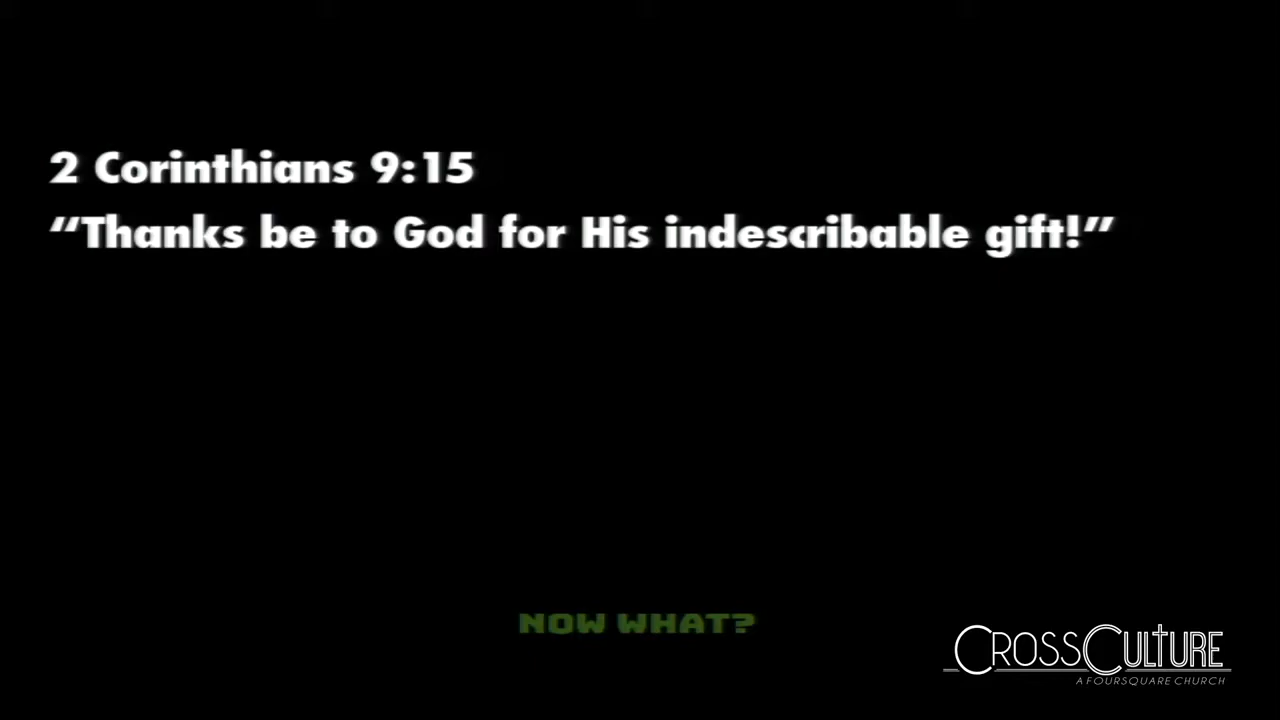 2 Corinthians 9:15
“Thanks be to God for His indescribable gift!”
NOW WHAT?
CROSSCULTURE
A FOURSQUARE CHURCH